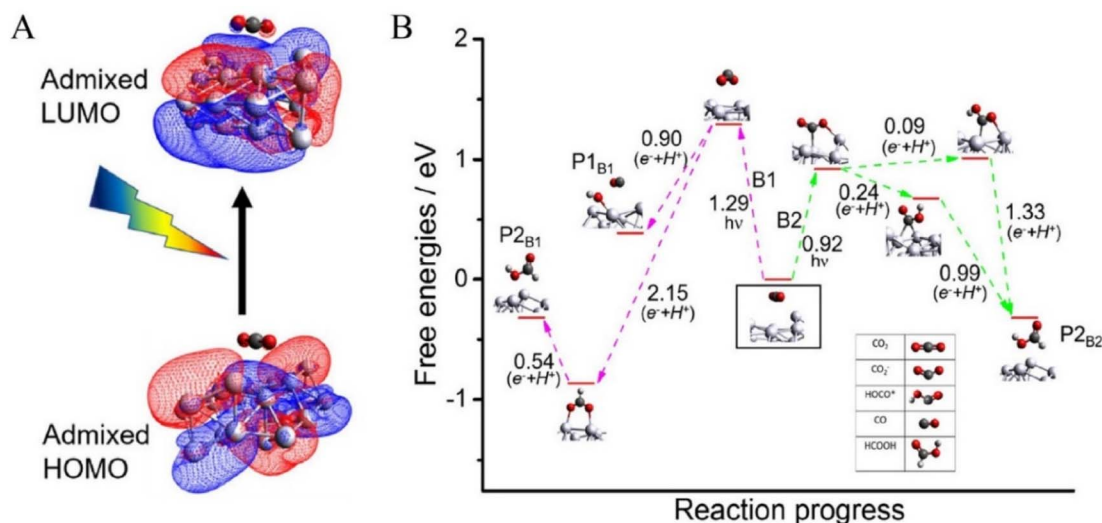 A
Admixed
LUMO
Admixed
HOMO
B
Free energies / eV
2
1
0
-1
Reaction progress
P2B1
0.54
(e⁻+H⁺)
P1B1
0.90
(e⁻+H⁺)
2.15
(e⁻+H⁺)
B1
1.29
hν
B2
0.92
hν
0.09
(e⁻+H⁺)
0.24
(e⁻+H⁺)
1.33
(e⁻+H⁺)
0.99
(e⁻+H⁺)
P2B2
CO₂
CO₂⁻
HOCO*
CO
HCOOH